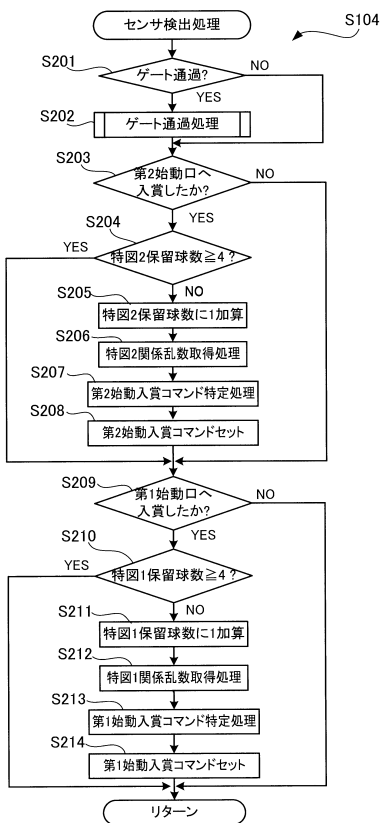 センサ検出処理
S104
S201
ゲート通過?
NO
YES
S202
ゲート通過処理
S203
第2始動口へ
入賞したか?
NO
YES
S204
YES
特図2保留球数≧4?
NO
S205
特図2保留球数に1加算
S206
特図2関係乱数取得処理
S207
第2始動入賞コマンド特定処理
S208
第2始動入賞コマンドセット
S209
第1始動口へ
入賞したか?
NO
YES
S210
YES
特図1保留球数≧4?
NO
S211
特図1保留球数に1加算
S212
特図1関係乱数取得処理
S213
第1始動入賞コマンド特定処理
S214
第1始動入賞コマンドセット
リターン